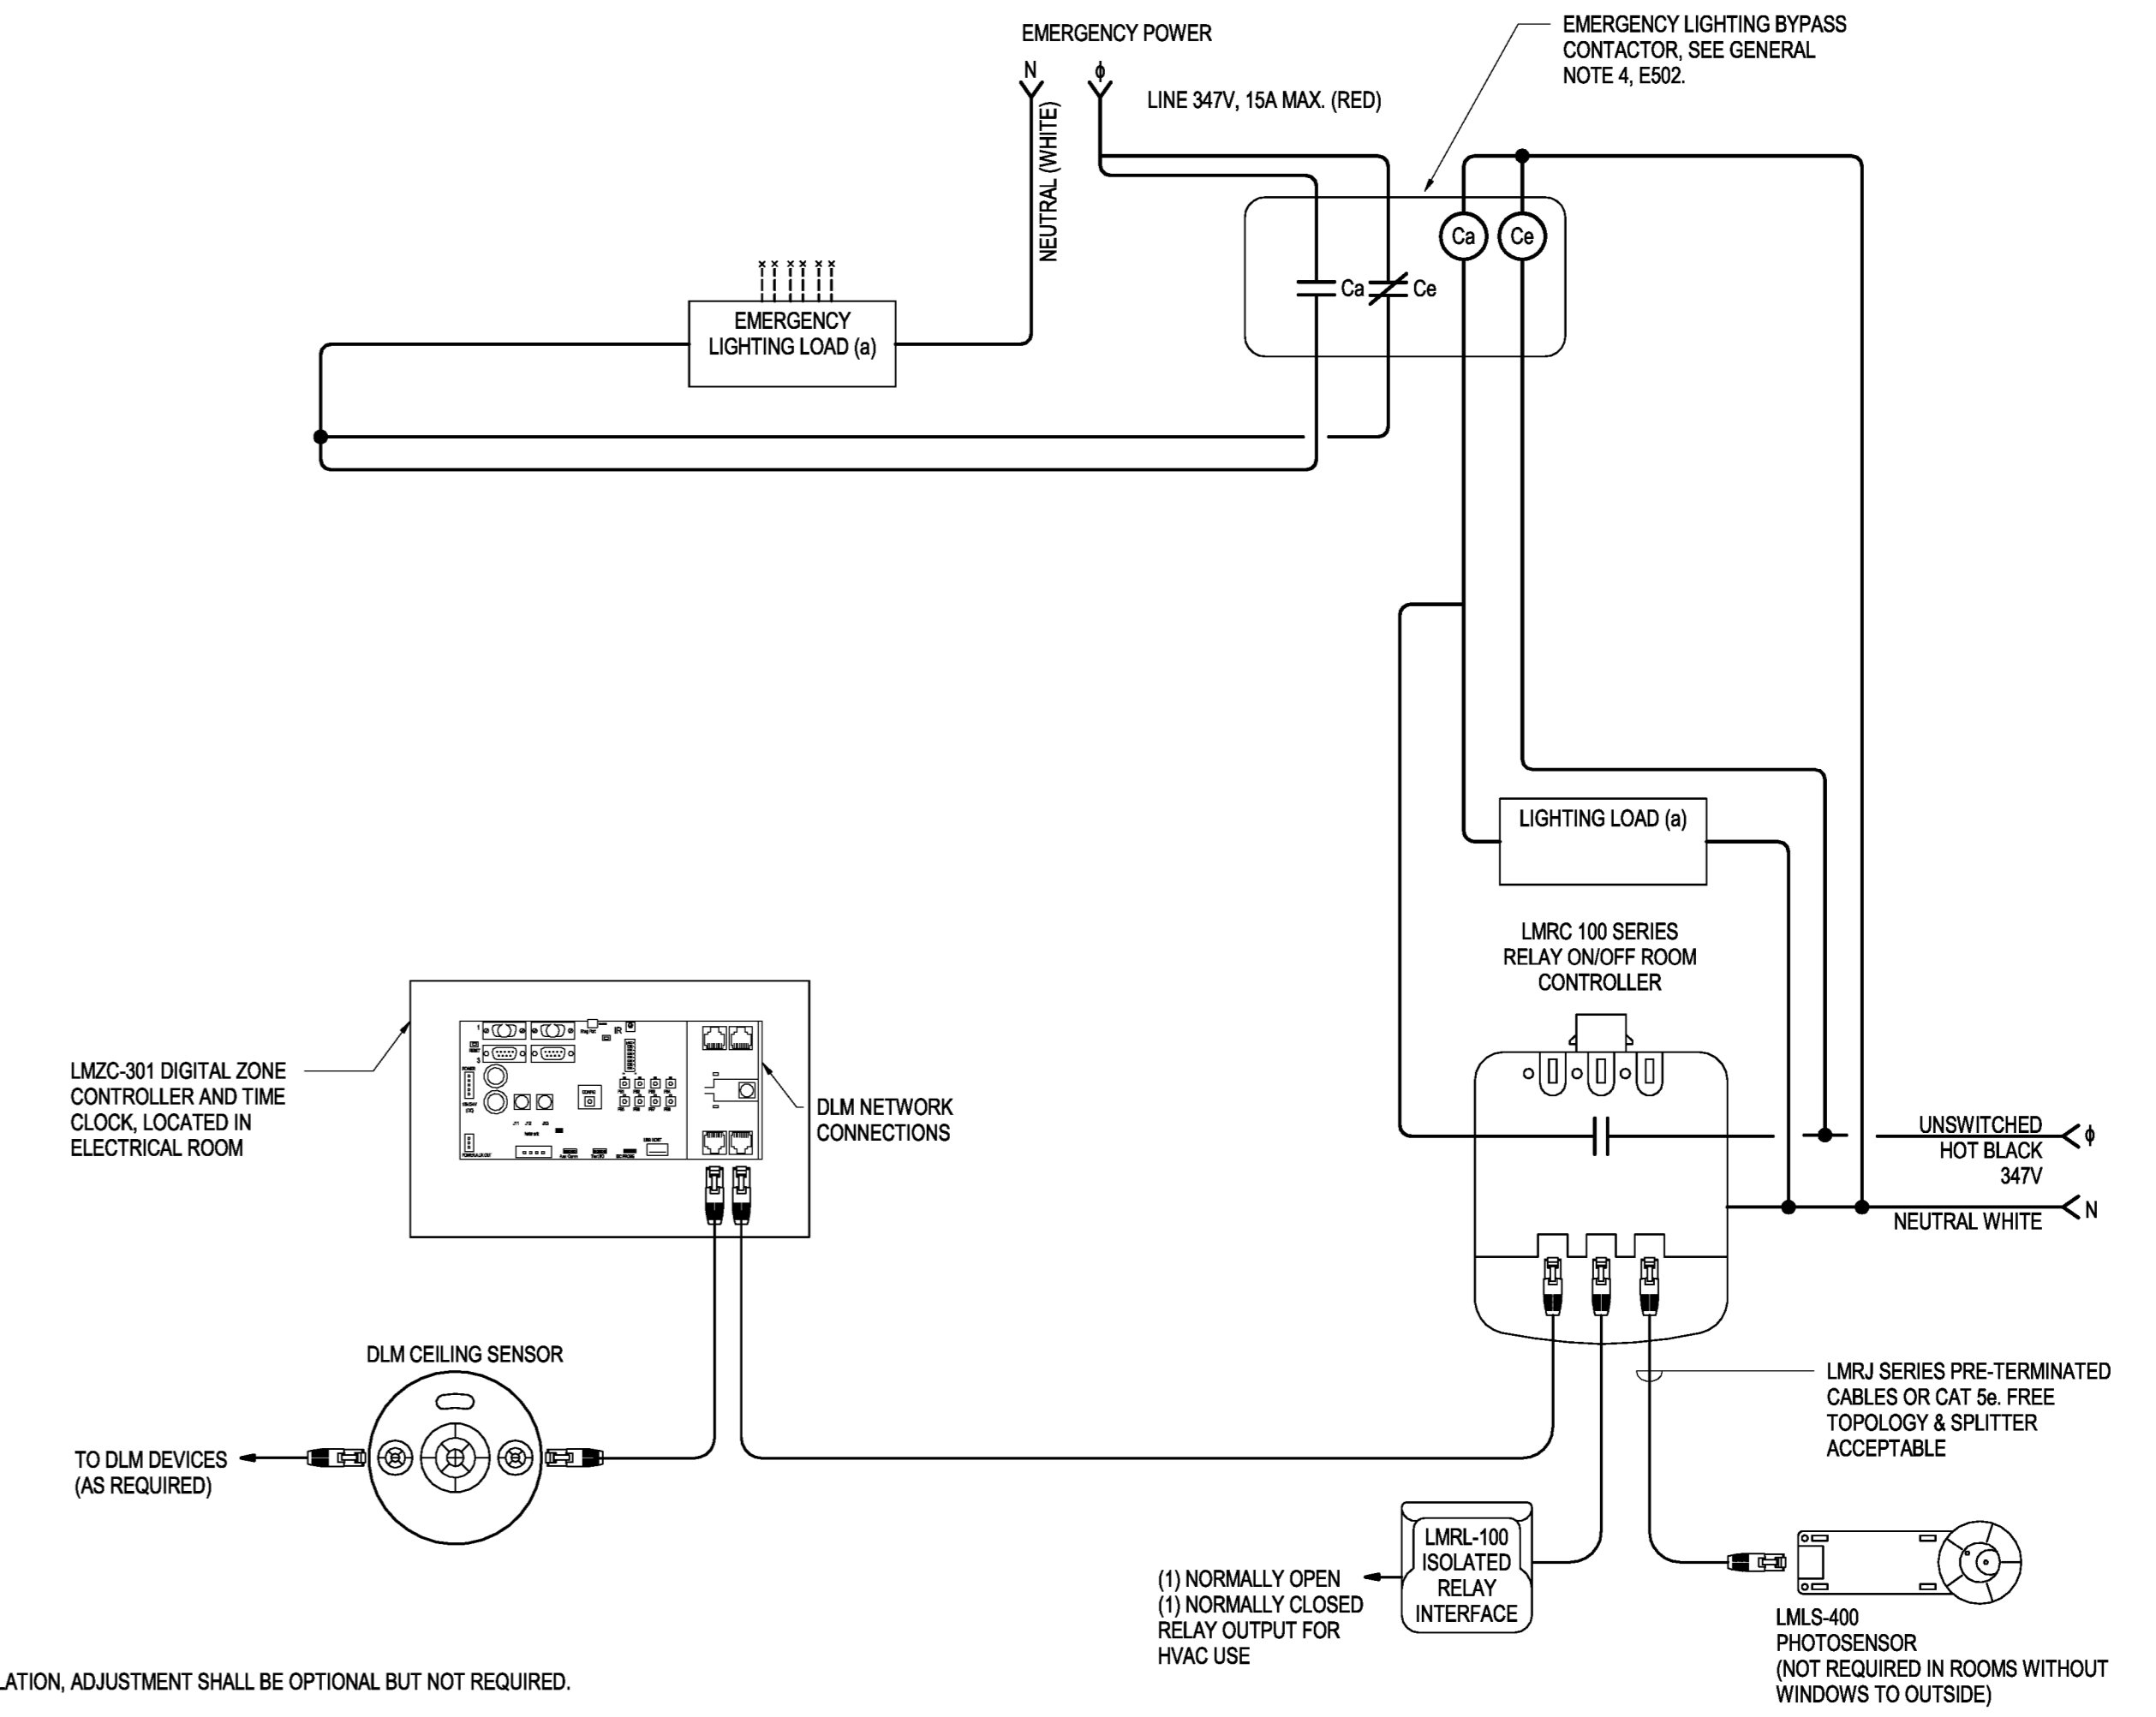 EMERGENCY POWER
N
ɸ
LINE 347V, 15A MAX. (RED)
NEUTRAL (WHITE)
EMERGENCY LIGHTING BYPASS
CONTACTOR, SEE GENERAL
NOTE 4, E502.
Ca
Ce
Ca
Ce
EMERGENCY
LIGHTING LOAD (a)
LIGHTING LOAD (a)
LMRC 100 SERIES
RELAY ON/OFF ROOM
CONTROLLER
UNSWITCHED
HOT BLACK
347V
ɸ
NEUTRAL WHITE
N
LMZC-301 DIGITAL ZONE
CONTROLLER AND TIME
CLOCK, LOCATED IN
ELECTRICAL ROOM
1
3
IR
DLM NETWORK
CONNECTIONS
DLM CEILING SENSOR
TO DLM DEVICES
(AS REQUIRED)
LMRJ SERIES PRE-TERMINATED
CABLES OR CAT 5e. FREE
TOPOLOGY & SPLITTER
ACCEPTABLE
LMRL-100
ISOLATED
RELAY
INTERFACE
(1) NORMALLY OPEN
(1) NORMALLY CLOSED
RELAY OUTPUT FOR
HVAC USE
LMLS-400
PHOTOSENSOR
(NOT REQUIRED IN ROOMS WITHOUT
WINDOWS TO OUTSIDE)
LATION, ADJUSTMENT SHALL BE OPTIONAL BUT NOT REQUIRED.